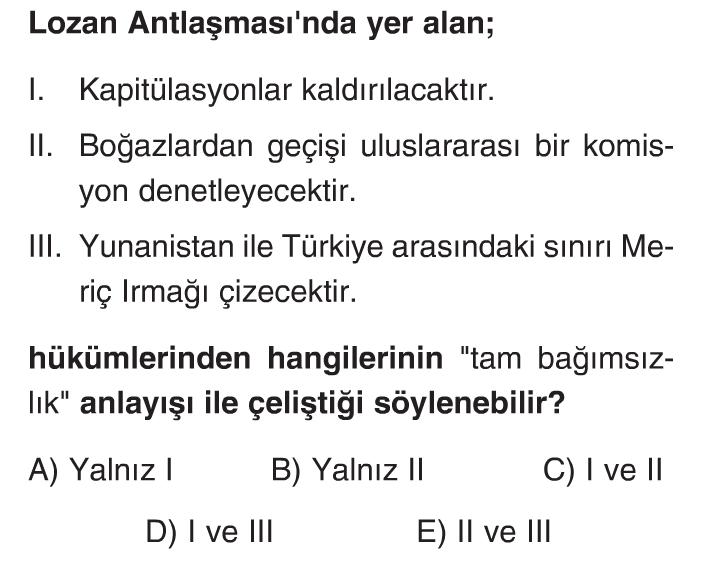 Lozan Antlaşması'nda yer alan;
I. Kapitülasyonlar kaldırılacaktır.
II. Boğazlardan geçişi uluslararası bir komis-
yon denetleyecektir.
III. Yunanistan ile Türkiye arasındaki sınırı Me-
riç Irmağı çizecektir.
hükümlerinden hangilerinin "tam bağımsız-
lık" anlayışı ile çeliştiği söylenebilir?
A) Yalnız I B) Yalnız II C) I ve II
D) I ve III E) II ve III